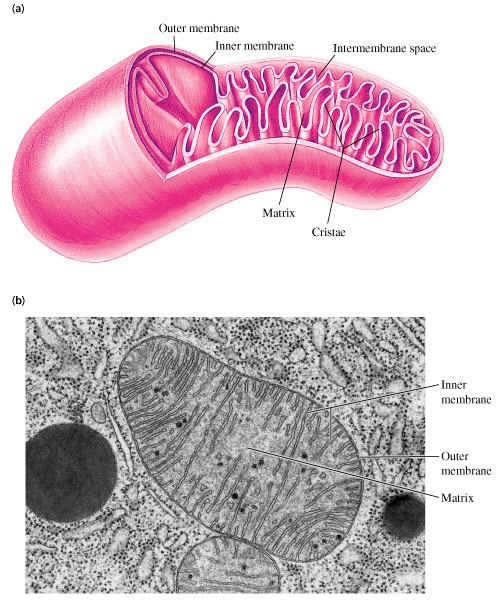 (a)
Outer membrane
Inner membrane
Intermembrane space
Matrix
Cristae
(b)
Inner
membrane
Outer
membrane
Matrix